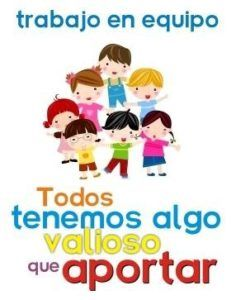 trabajo en equipo
Todos
tenemos algo
valioso
que aportar